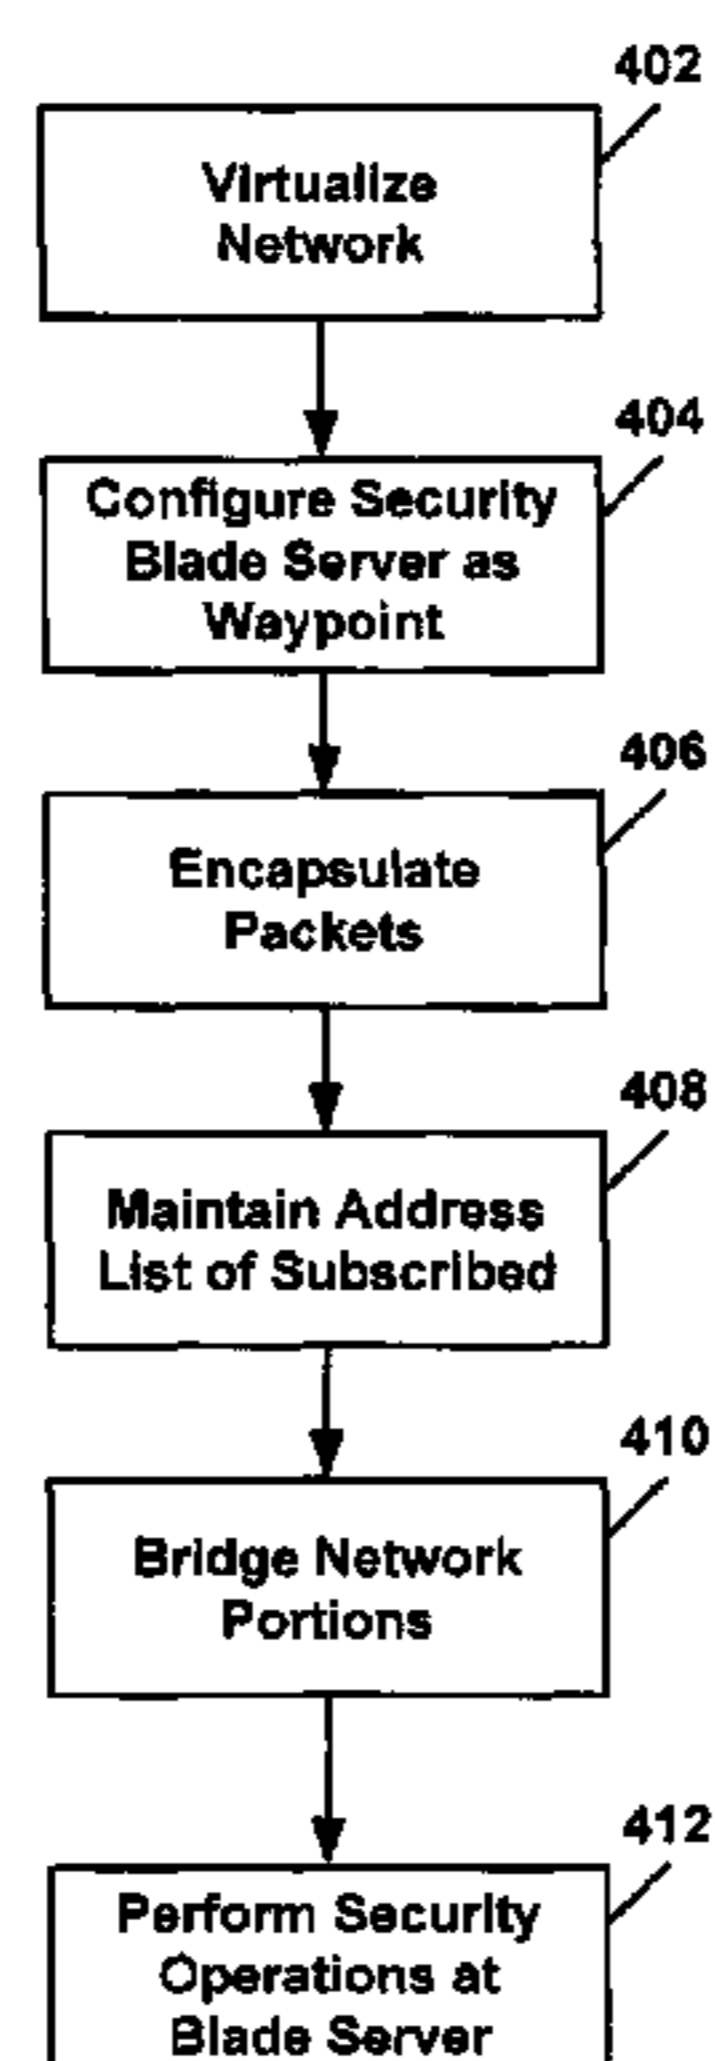 402
Virtualize
Network
404
Configure Security
Blade Server as
Waypoint
406
Encapsulate
Packets
408
Maintain Address
List of Subscribed
410
Bridge Network
Portions
412
Perform Security
Operations at
Blade Server